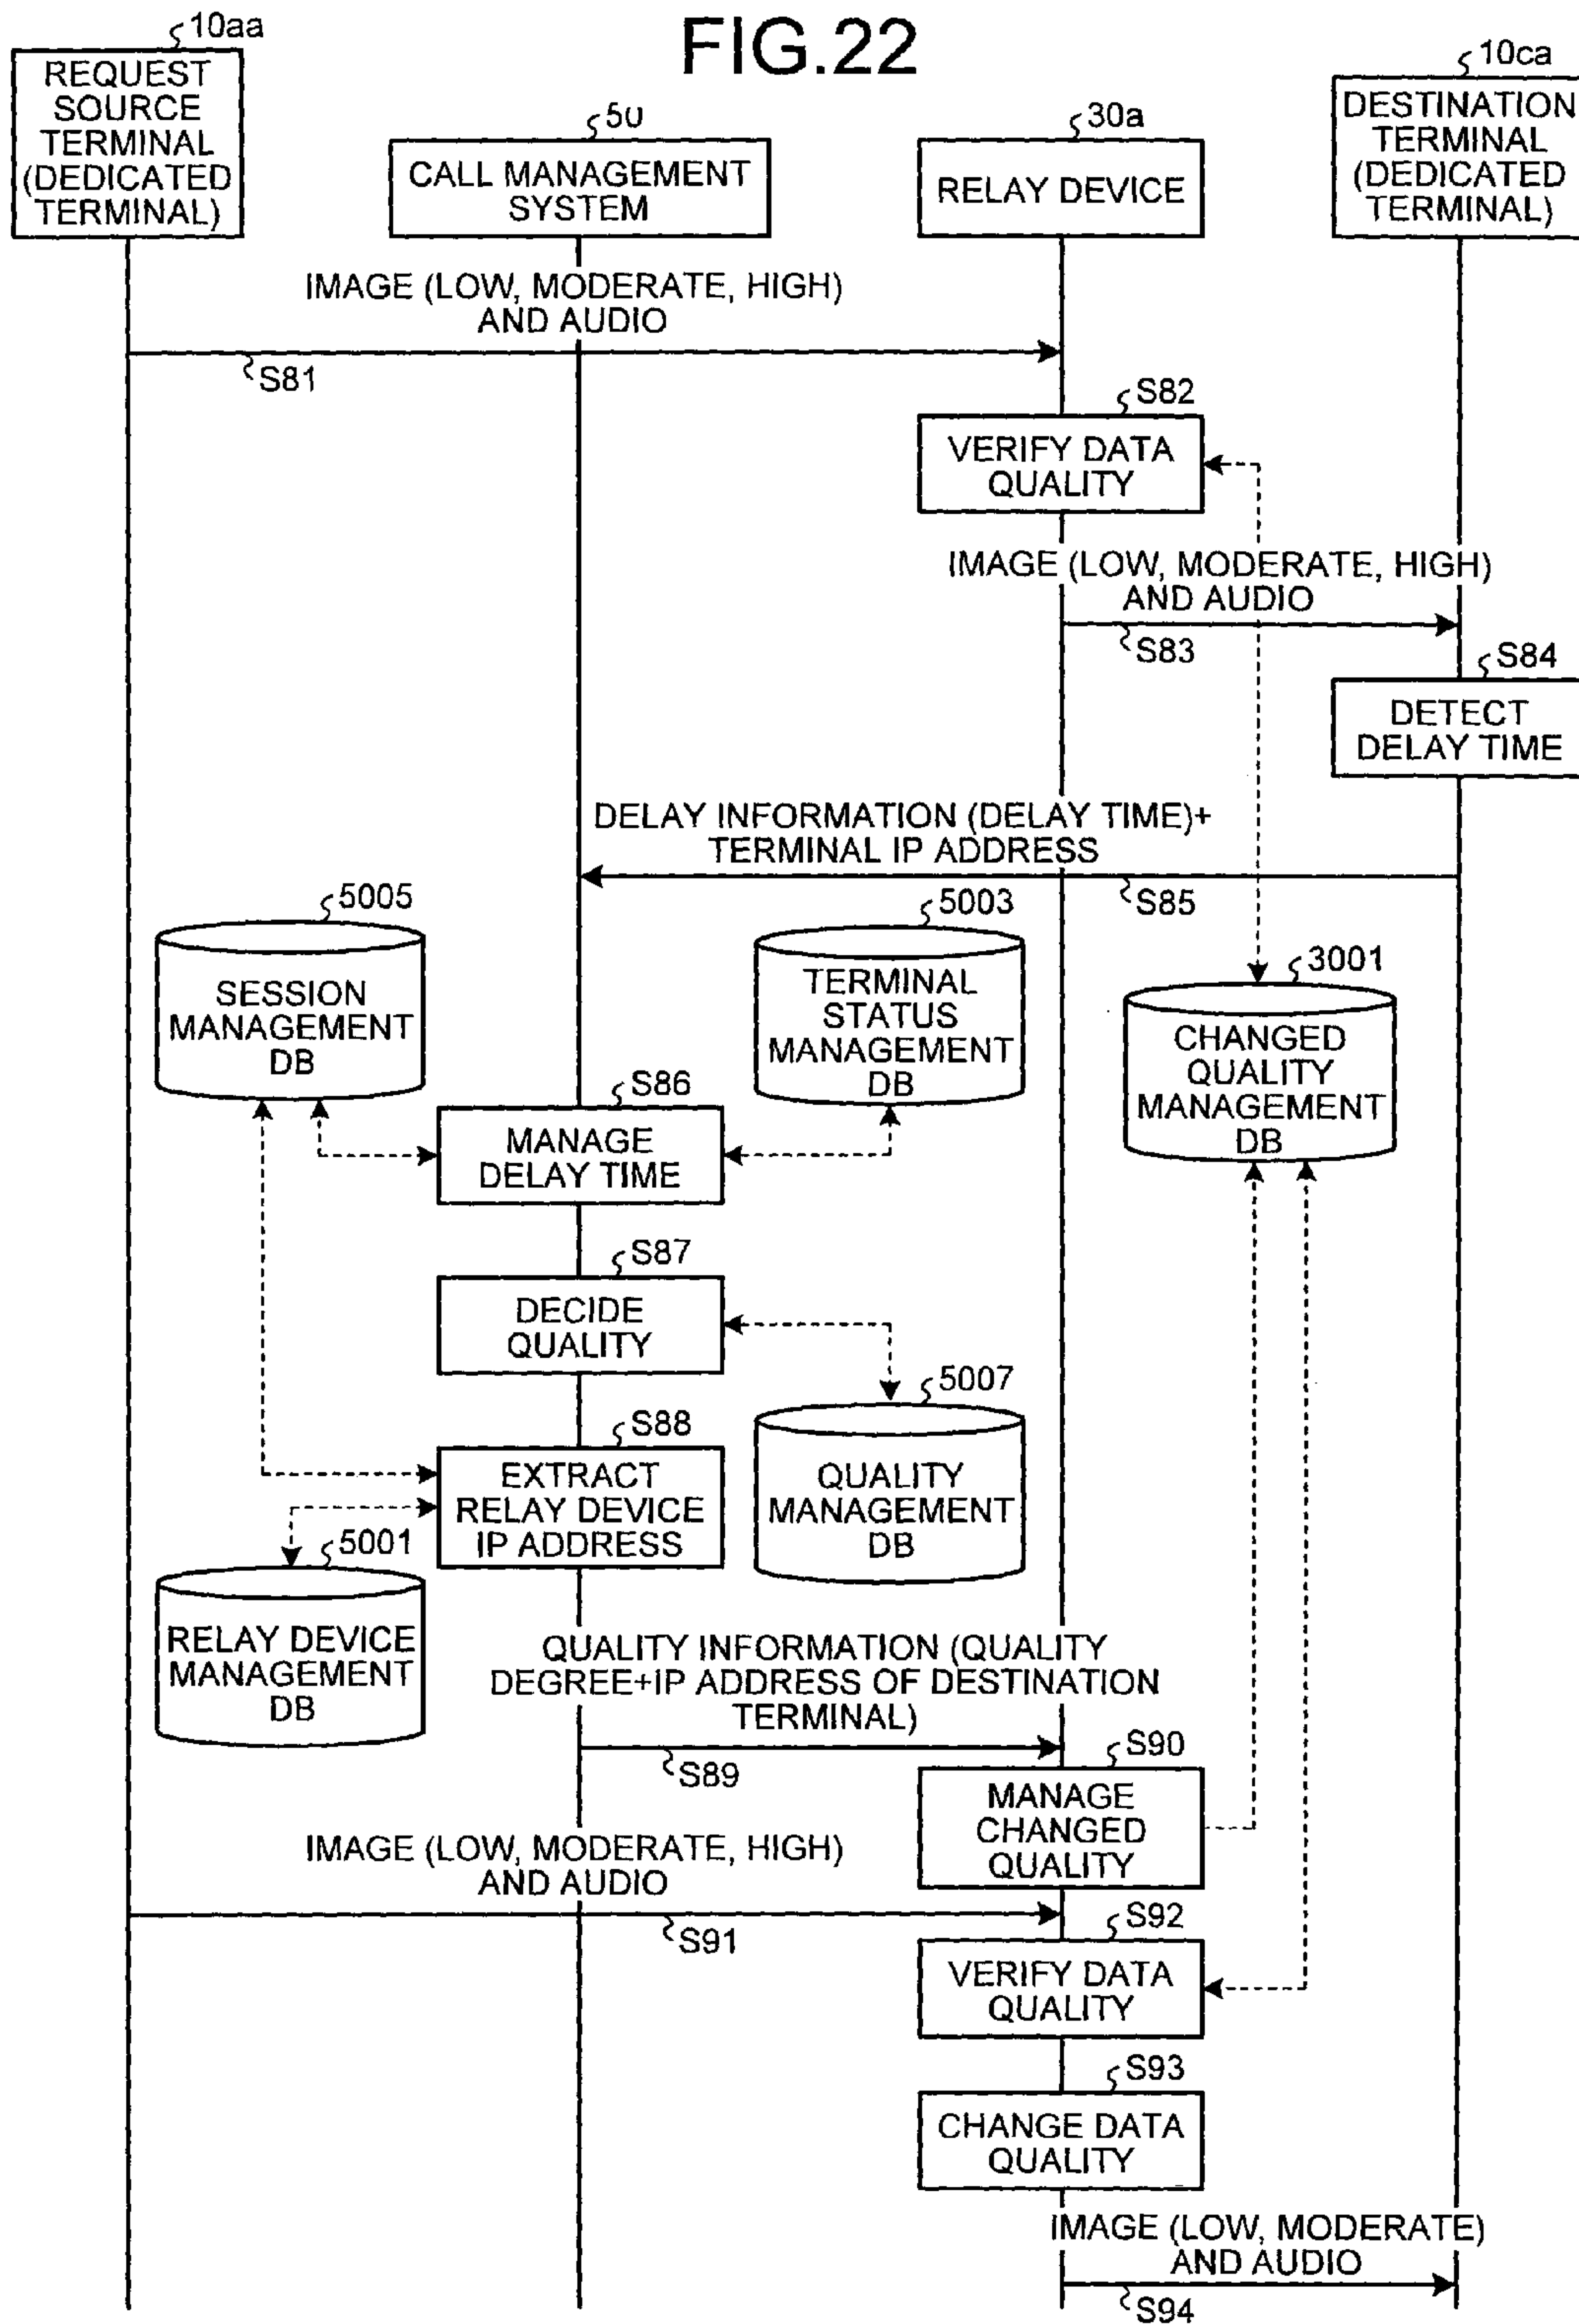 FIG.22
10aa
REQUEST
SOURCE
TERMINAL
(DEDICATED
TERMINAL)
50
CALL MANAGEMENT
SYSTEM
30a
RELAY DEVICE
10ca
DESTINATION
TERMINAL
(DEDICATED
TERMINAL)
IMAGE (LOW, MODERATE, HIGH)
AND AUDIO
S81
S82
VERIFY DATA
QUALITY
IMAGE (LOW, MODERATE, HIGH)
AND AUDIO
S83
S84
DETECT
DELAY TIME
DELAY INFORMATION (DELAY TIME)+
TERMINAL IP ADDRESS
S85
5005
SESSION
MANAGEMENT
DB
5003
TERMINAL
STATUS
MANAGEMENT
DB
3001
CHANGED
QUALITY
MANAGEMENT
DB
S86
MANAGE
DELAY TIME
S87
DECIDE
QUALITY
5007
QUALITY
MANAGEMENT
DB
S88
EXTRACT
RELAY DEVICE
IP ADDRESS
5001
RELAY DEVICE
MANAGEMENT
DB
QUALITY INFORMATION (QUALITY
DEGREE+IP ADDRESS OF DESTINATION
TERMINAL)
S89
S90
MANAGE
CHANGED
QUALITY
IMAGE (LOW, MODERATE, HIGH)
AND AUDIO
S91
S92
VERIFY DATA
QUALITY
S93
CHANGE DATA
QUALITY
IMAGE (LOW, MODERATE)
AND AUDIO
S94